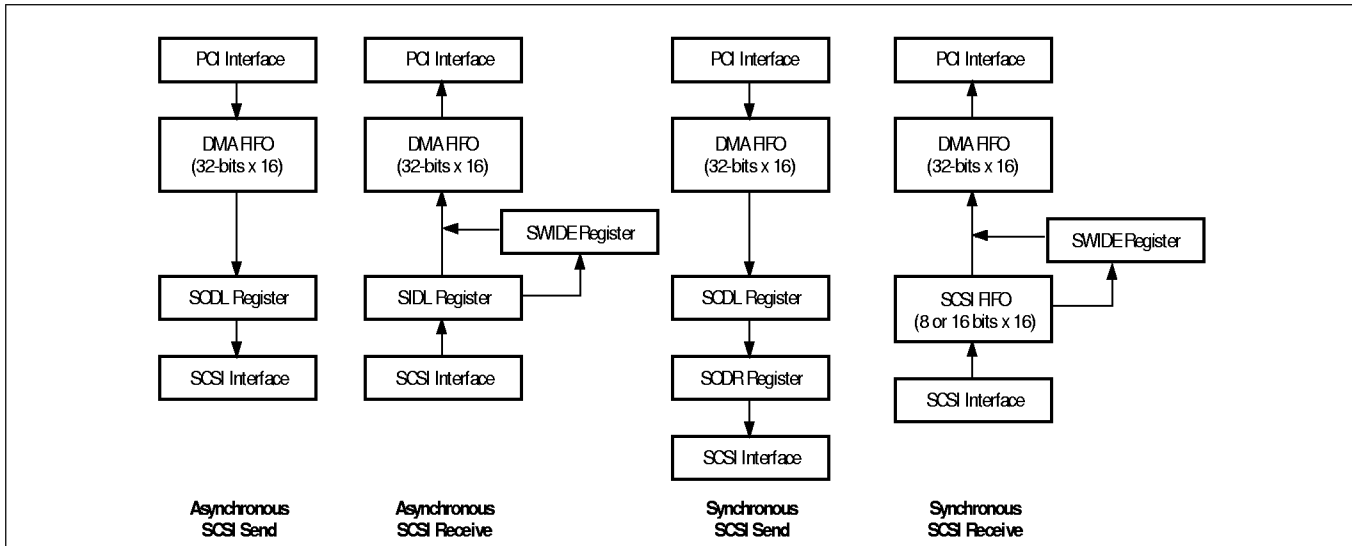 PCI Interface
DMA FIFO
(32-bits x 16)
SODL Register
SCSI Interface
Asynchronous
SCSI Send
PCI Interface
DMA FIFO
(32-bits x 16)
SWIDE Register
SIDL Register
SCSI Interface
Asynchronous
SCSI Receive
PCI Interface
DMA FIFO
(32-bits x 16)
SODL Register
SODR Register
SCSI Interface
Synchronous
SCSI Send
PCI Interface
DMA FIFO
(32-bits x 16)
SWIDE Register
SCSI FIFO
(8 or 16 bits x 16)
SCSI Interface
Synchronous
SCSI Receive